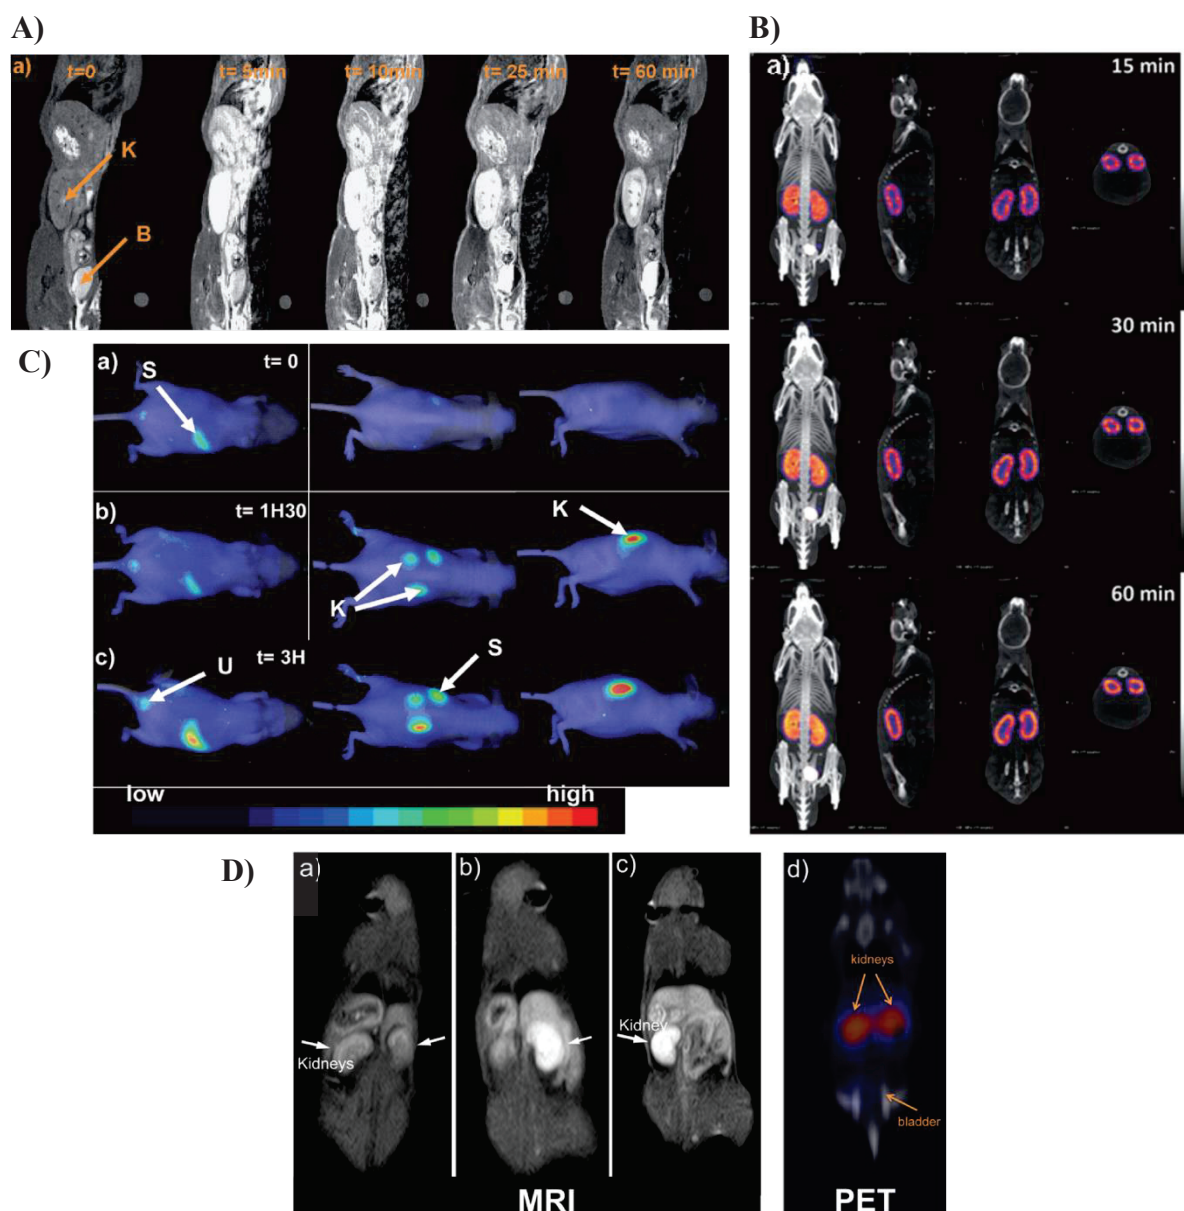 A)
a) t=0 t= 5min t= 10min t= 25 min t= 60 min
K
B
B)
a) 15 min
30 min
60 min
C)
a) t= 0
S
b) t= 1H30
K
K
c) t= 3H
U
S
low high
D)
a) b) c) d)
kidneys
Kidneys
Kidney
bladder
MRI PET